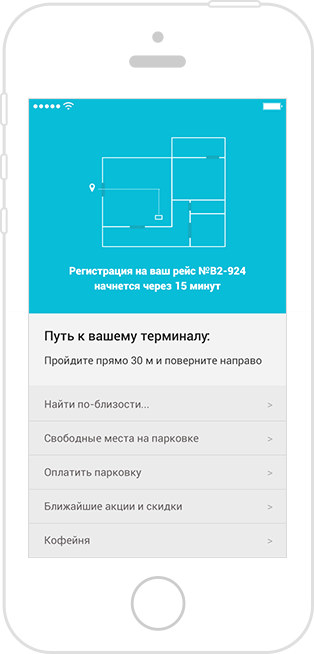 Регистрация на ваш рейс №B2-924
начнется через 15 минут
Путь к вашему терминалу:
Пройдите прямо 30 м и поверните направо
Найти по-близости... >
Свободные места на парковке >
Оплатить парковку >
Ближайшие акции и скидки >
Кофейня >